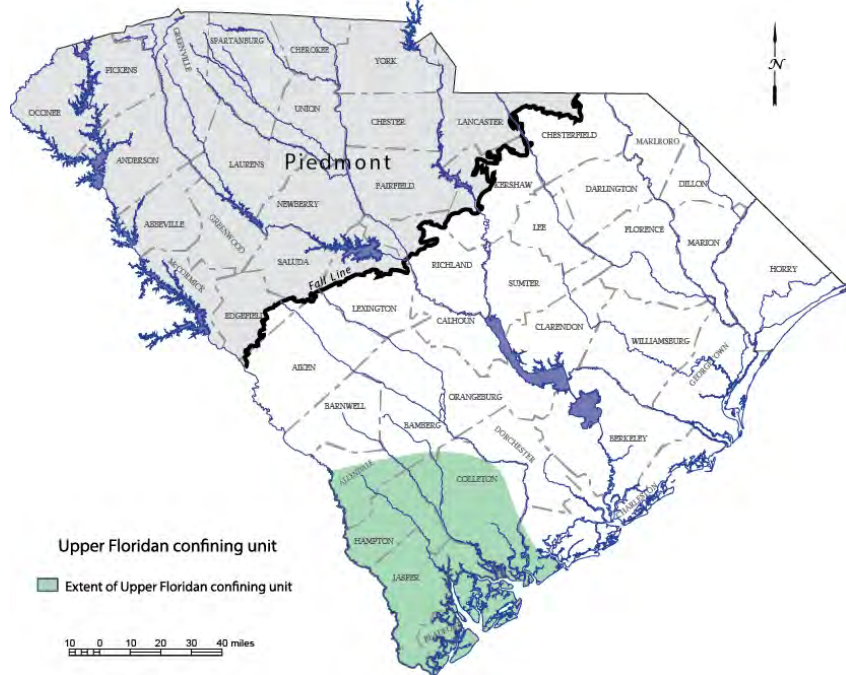 SPARTANBURG
CHEROKEE
YORK
GREENVILLE
PICKENS
OCONEE
UNION
CHESTER
LANCASTER
CHESTERFIELD
MARLBORO
ANDERSON
LAURENS
Piedmont
FAIRFIELD
KERSHAW
DARLINGTON
DILLON
NEWBERRY
ABBEVILLE
GREENWOOD
LEE
FLORENCE
MARION
SALUDA
RICHLAND
HORRY
McCORMICK
Fall Line
SUMTER
EDGEFIEL
LEXINGTON
CALHOUN
CLARENDON
WILLIAMSBURG
GEORGETOWN
AIKEN
ORANGEBURG
BARNWELL
BAMBERG
DORCHESTER
BERKELEY
ALLENDALE
COLLETON
CHARLESTON
HAMPTON
JASPER
BEAUFORT
N
Upper Floridan confining unit
Extent of Upper Floridan confining unit
10 0 10 20 30 40 miles